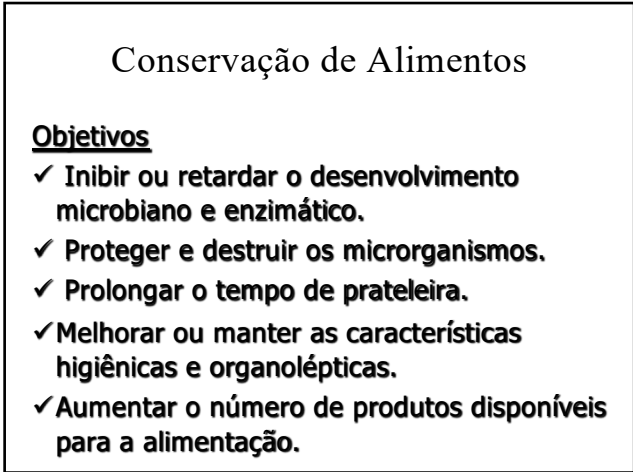 Conservação de Alimentos
Objetivos
✓ Inibir ou retardar o desenvolvimento
microbiano e enzimático.
✓ Proteger e destruir os microrganismos.
✓ Prolongar o tempo de prateleira.
✓Melhorar ou manter as características
higiênicas e organolépticas.
✓Aumentar o número de produtos disponíveis
para a alimentação.